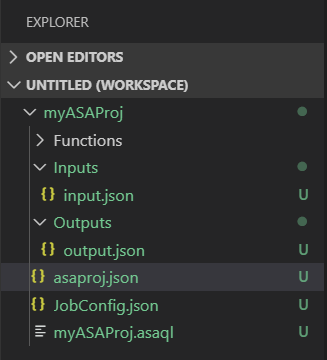 EXPLORER
OPEN EDITORS
UNTITLED (WORKSPACE)
myASAProj
Functions
Inputs
{} input.json U
Outputs
{} output.json U
{} asaproj.json U
{} JobConfig.json U
myASAProj.asaql U